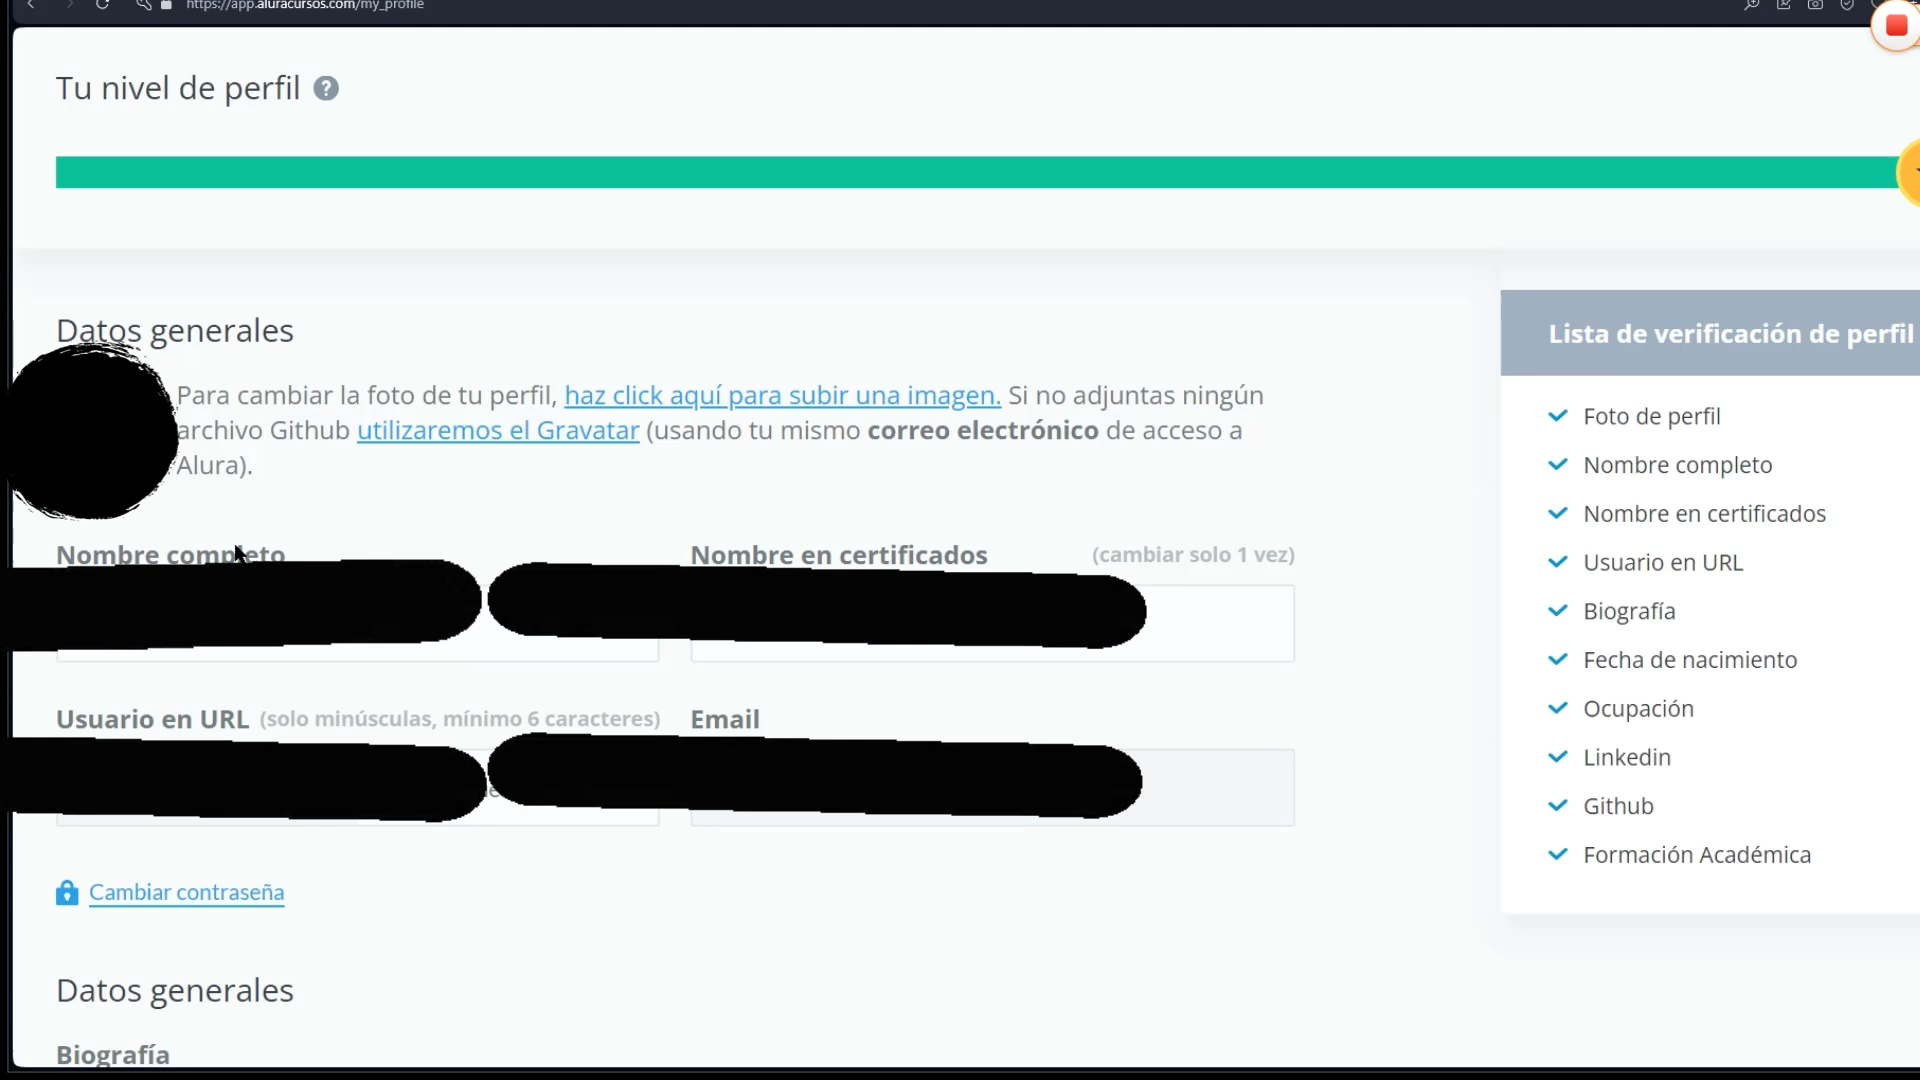 https://app.aluracursos.com/my_profile
Tu nivel de perfil ?
Datos generales
Para cambiar la foto de tu perfil, haz click aquí para subir una imagen. Si no adjuntas ningún
archivo Github utilizaremos el Gravatar (usando tu mismo correo electrónico de acceso a
Alura).
Nombre completo
Nombre en certificados (cambiar solo 1 vez)
Usuario en URL (solo minúsculas, mínimo 6 caracteres)
Email
Cambiar contraseña
Datos generales
Biografía
Lista de verificación de perfil
Foto de perfil
Nombre completo
Nombre en certificados
Usuario en URL
Biografía
Fecha de nacimiento
Ocupación
Linkedin
Github
Formación Académica